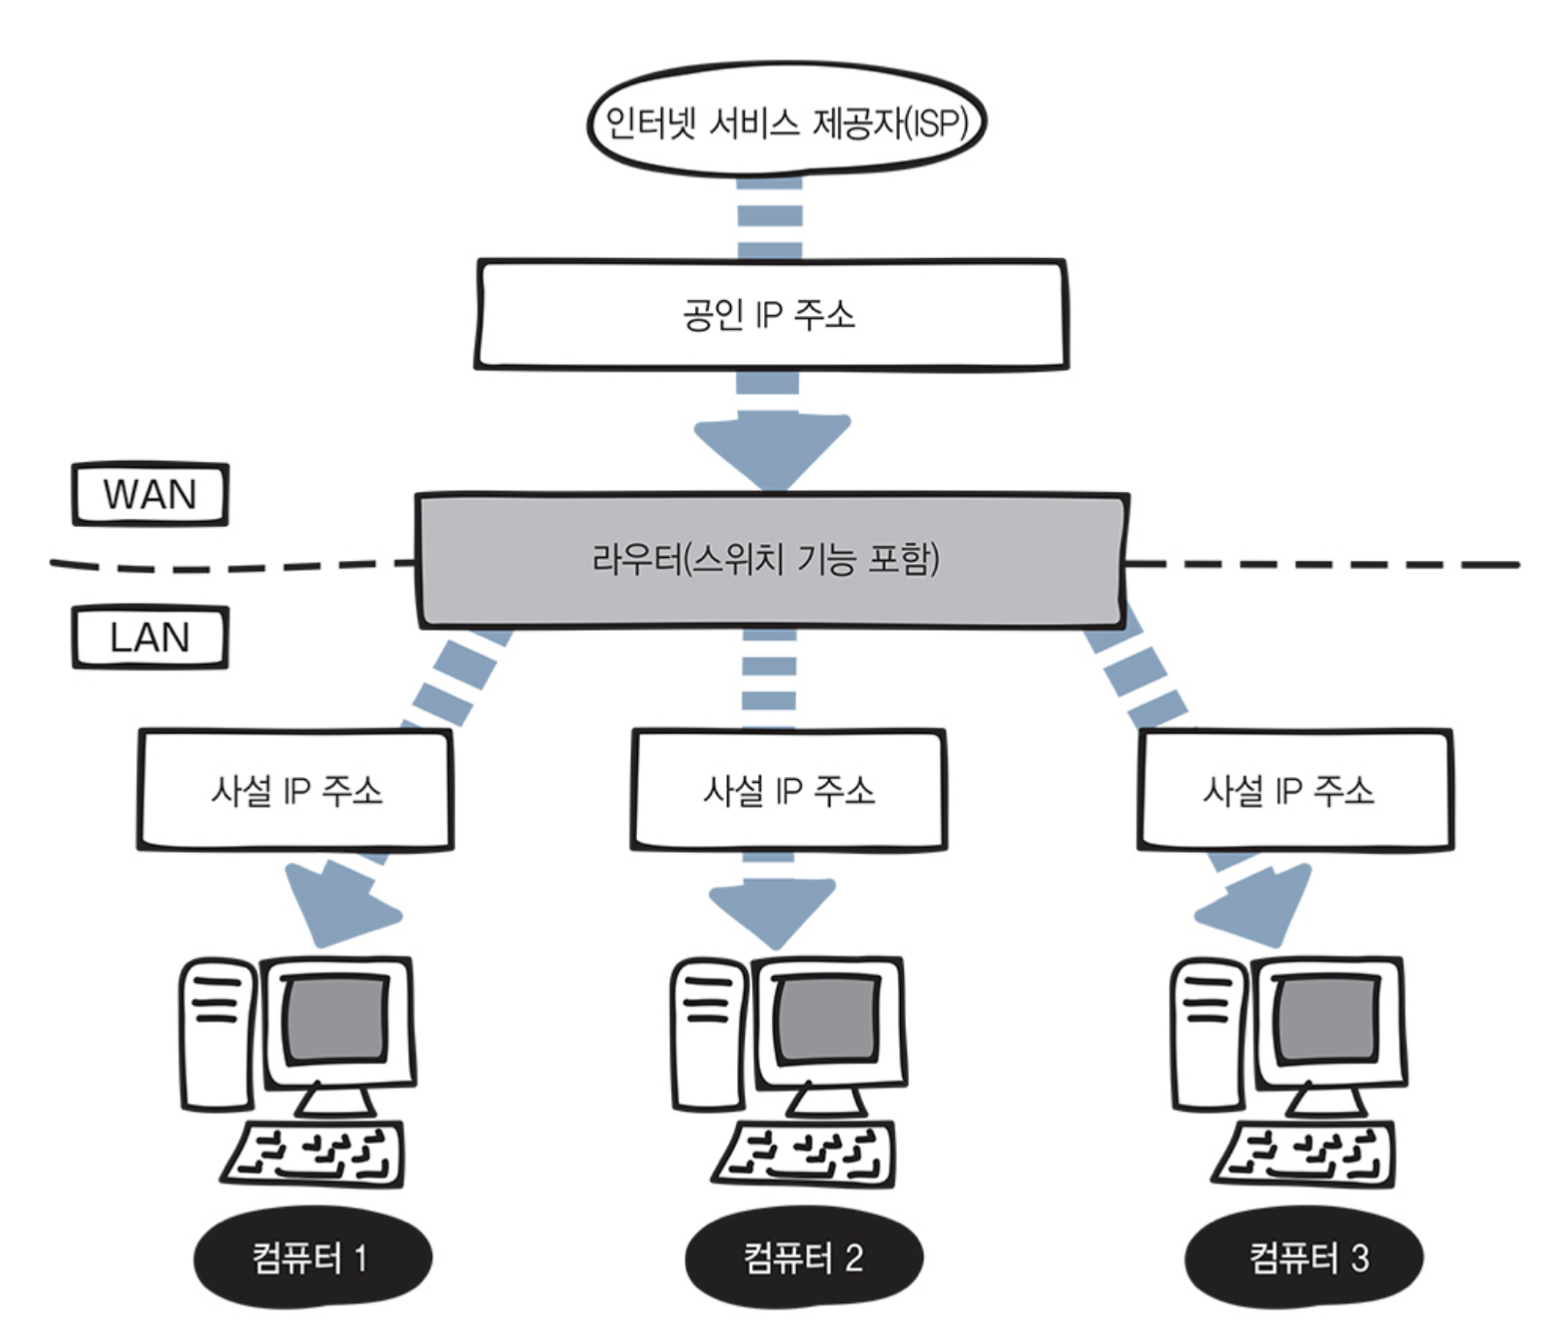 인터넷 서비스 제공자(ISP)
공인 IP 주소
WAN
라우터(스위치 기능 포함)
LAN
사설 IP 주소
사설 IP 주소
사설 IP 주소
컴퓨터 1
컴퓨터 2
컴퓨터 3